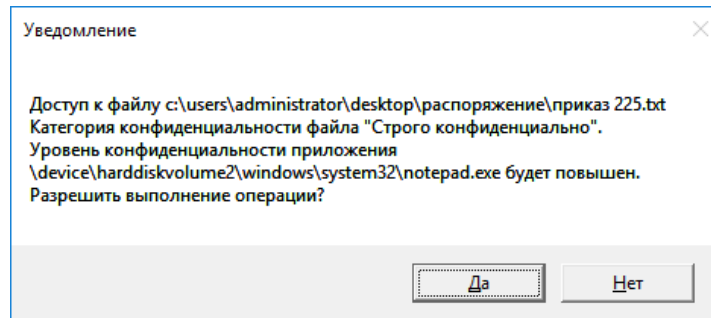 Уведомление
Доступ к файлу c:\users\administrator\desktop\распоряжение\приказ 225.txt
Категория конфиденциальности файла "Строго конфиденциально".
Уровень конфиденциальности приложения
\device\harddiskvolume2\windows\system32\notepad.exe будет повышен.
Разрешить выполнение операции?
Да
Нет